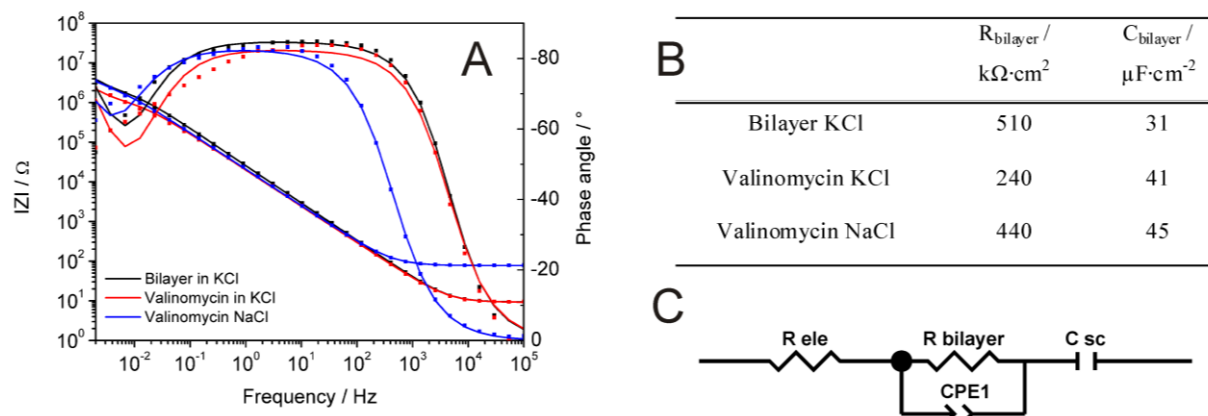 A
10^8
10^7
10^6
10^5
10^4
10^3
10^2
10^1
10^0
IZI / Ω
-80
-60
-40
-20
0
Phase angle / °
Bilayer in KCl
Valinomycin in KCl
Valinomycin NaCl
10^-2 10^-1 10^0 10^1 10^2 10^3 10^4 10^5
Frequency / Hz
B
R_bilayer / C_bilayer /
kΩ·cm^2 µF·cm^-2
Bilayer KCl 510 31
Valinomycin KCl 240 41
Valinomycin NaCl 440 45
C
R ele R bilayer C sc
CPE1